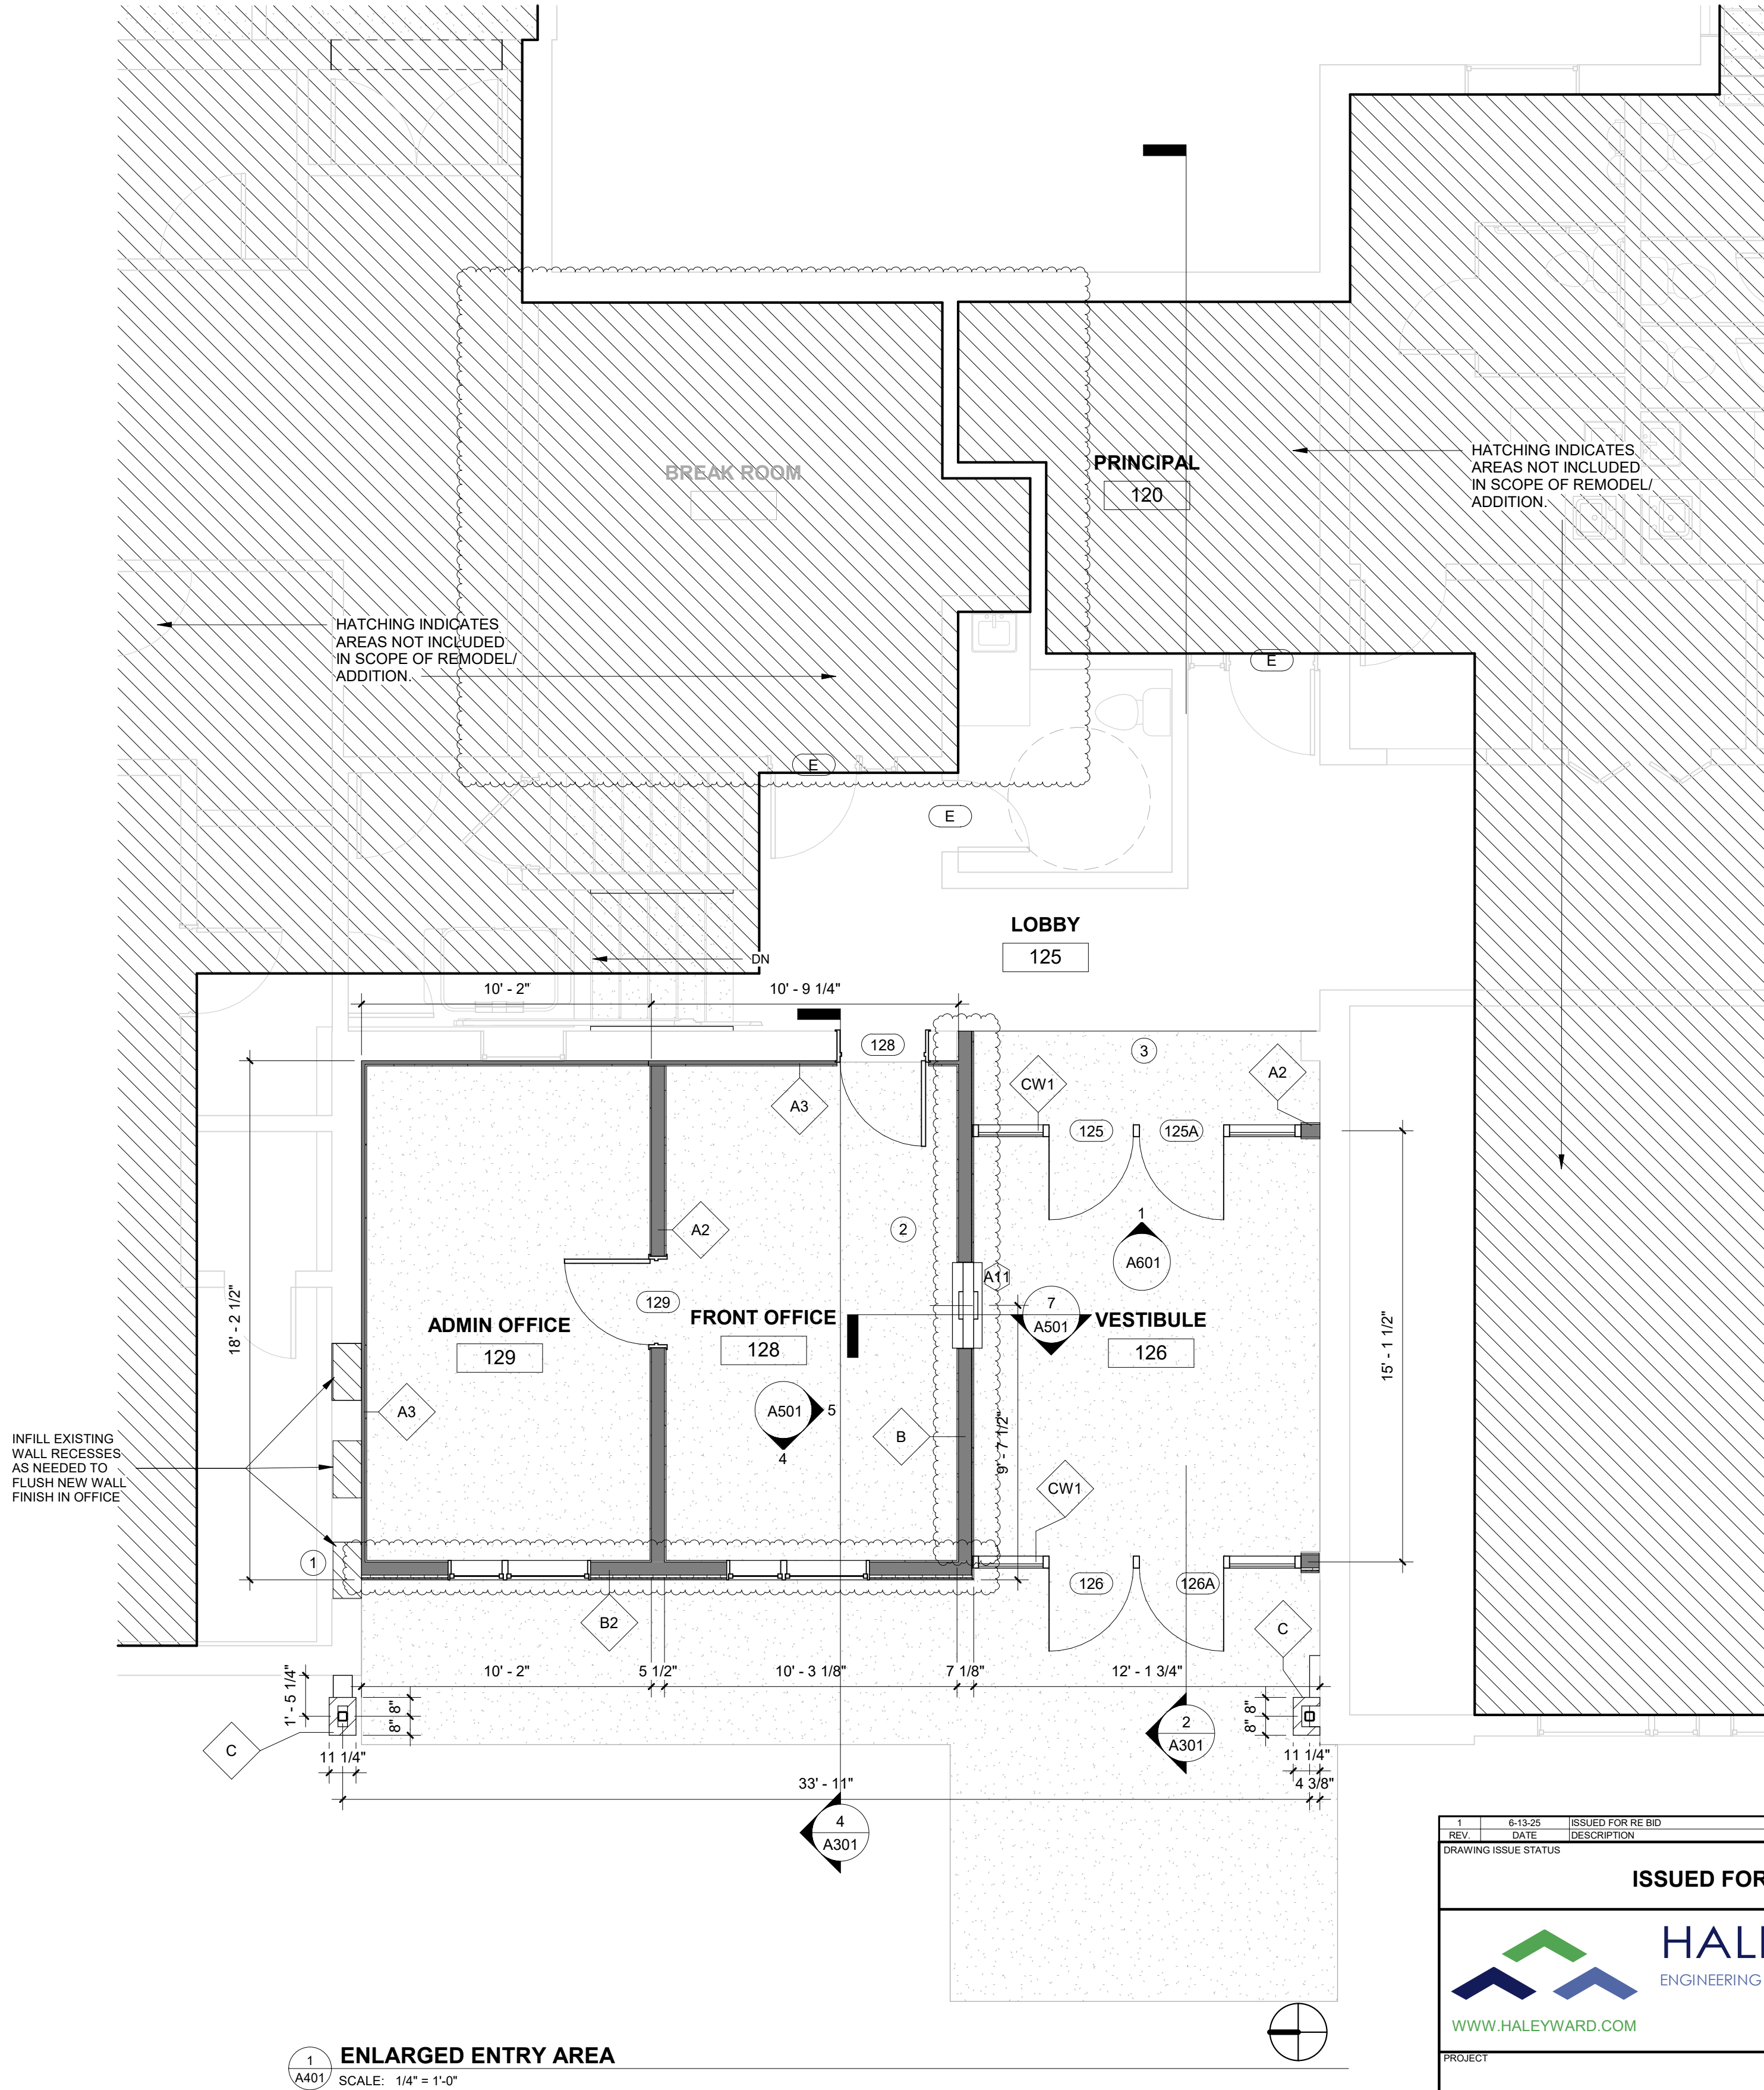 BREAK ROOM
PRINCIPAL
120
HATCHING INDICATES
AREAS NOT INCLUDED
IN SCOPE OF REMODEL/
ADDITION.
HATCHING INDICATES
AREAS NOT INCLUDED
IN SCOPE OF REMODEL/
ADDITION.
E
E
E
LOBBY
125
DN
10' - 2"
10' - 9 1/4"
128
3
CW1
A2
A3
125
125A
A2
2
1
A601
18' - 2 1/2"
A11
129
7
A501
ADMIN OFFICE
129
FRONT OFFICE
128
VESTIBULE
126
15' - 1 1/2"
A3
A501
5
4
B
9' - 7 1/2"
INFILL EXISTING
WALL RECESSES
AS NEEDED TO
FLUSH NEW WALL
FINISH IN OFFICE
CW1
1
126
126A
B2
C
10' - 2"
5 1/2"
10' - 3 1/8"
7 1/8"
12' - 1 3/4"
1' - 5 1/4"
8"
8"
8"
8"
C
2
A301
11 1/4"
11 1/4"
4 3/8"
33' - 11"
4
A301
1
6-13-25
ISSUED FOR RE BID
REV.
DATE
DESCRIPTION
DRAWING ISSUE STATUS
ISSUED FOR
HAL
ENGINEERING
WWW.HALEYWARD.COM
PROJECT
1
A401
ENLARGED ENTRY AREA
SCALE: 1/4" = 1'-0"